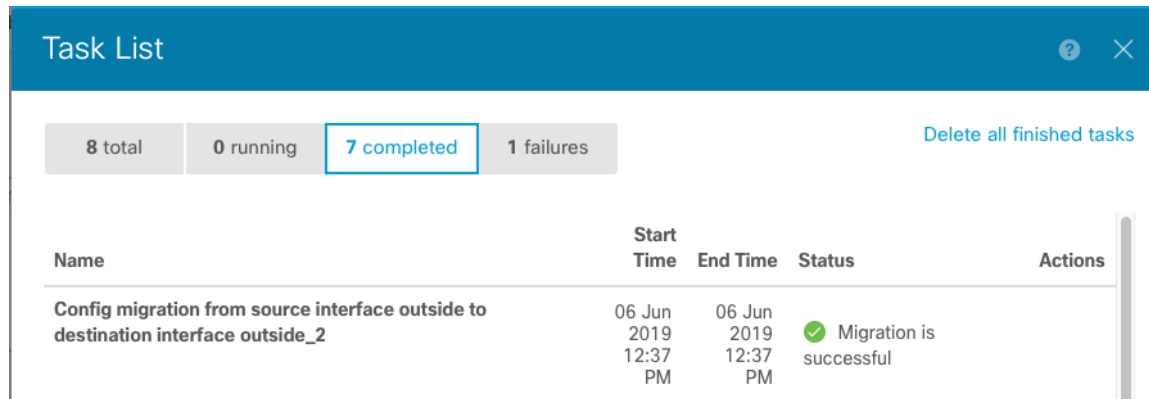 Task List
8 total 0 running 7 completed 1 failures
Delete all finished tasks
Name Start Time End Time Status Actions
Config migration from source interface outside to
destination interface outside_2
06 Jun
2019
12:37
PM
06 Jun
2019
12:37
PM
Migration is
successful